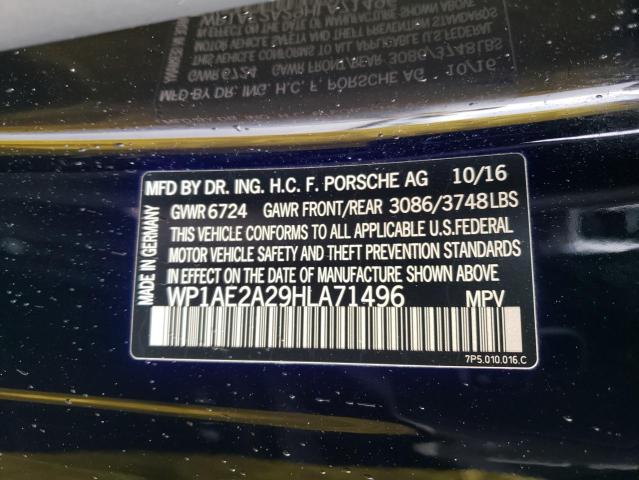 MFD BY DR. ING. H.C. F. PORSCHE AG 10/16
GVWR 6724 GAWR FRONT/REAR 3086/3748LBS
THIS VEHICLE CONFORMS TO ALL APPLICABLE U.S.FEDERAL
MOTOR VEHICLE SAFETY AND THEFT PREVENTION STANDARDS
IN EFFECT ON THE DATE OF MANUFACTURE SHOWN ABOVE
WP1AE2A29HLA71496 MPV
7P5.010.016.C
MADE IN GERMANY